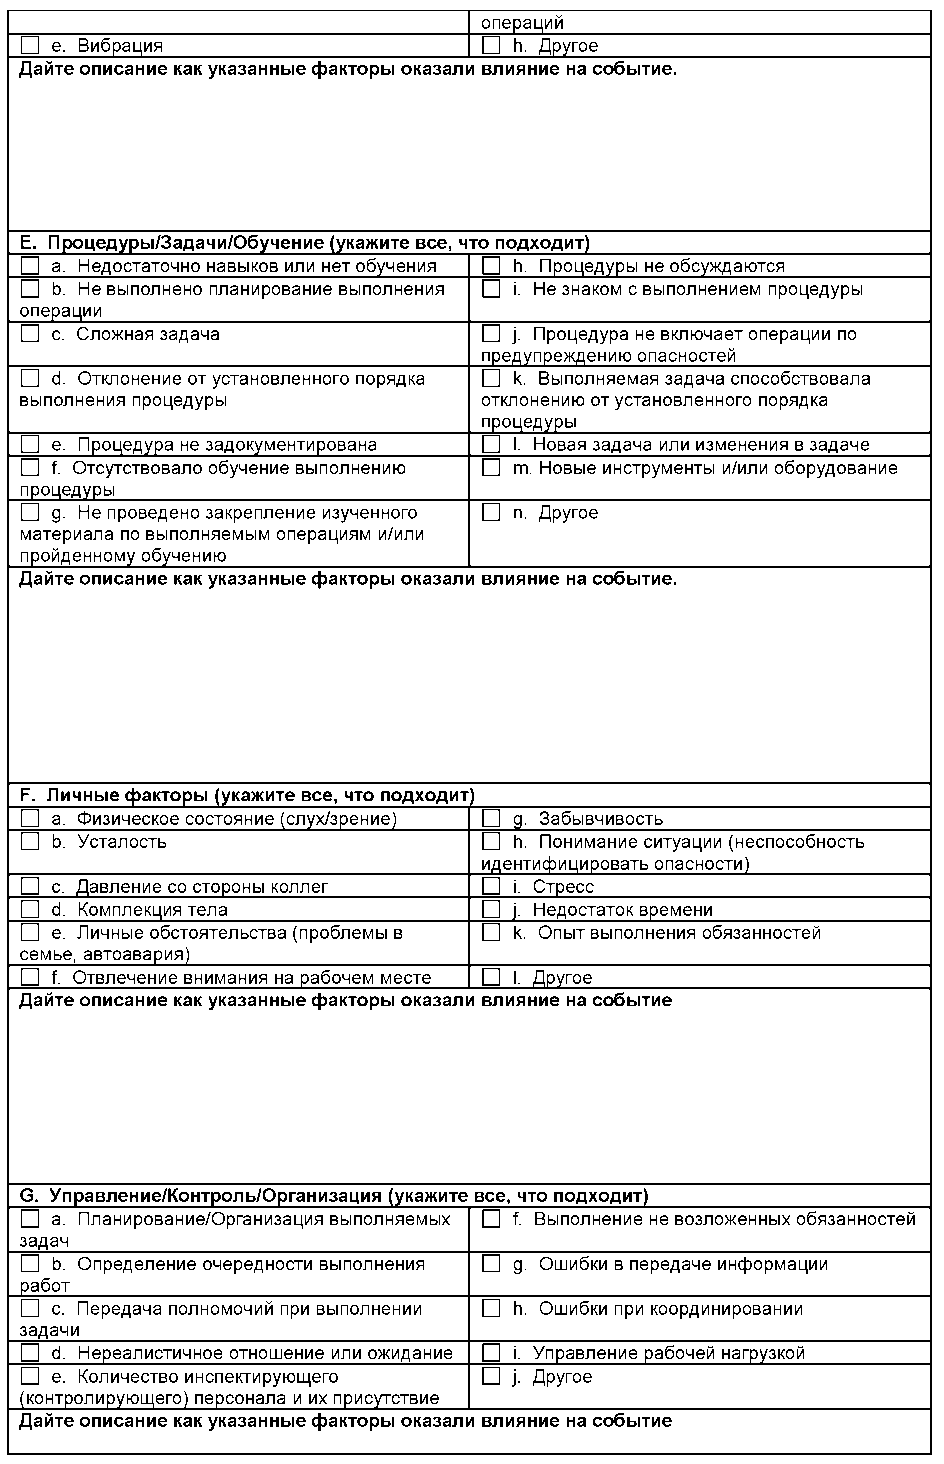 операций
e. Вибрация
h. Другое
Дайте описание как указанные факторы оказали влияние на событие.
E. Процедуры/Задачи/Обучение (укажите все, что подходит)
a. Недостаточно навыков или нет обучения
h. Процедуры не обсуждаются
b. Не выполнено планирование выполнения
операции
i. Не знаком с выполнением процедуры
c. Сложная задача
j. Процедура не включает операции по
предупреждению опасностей
d. Отклонение от установленного порядка
выполнения процедуры
k. Выполняемая задача способствовала
отклонению от установленного порядка
процедуры
e. Процедура не задокументирована
l. Новая задача или изменения в задаче
f. Отсутствовало обучение выполнению
процедуры
m. Новые инструменты и/или оборудование
g. Не проведено закрепление изученного
материала по выполняемым операциям и/или
пройденному обучению
n. Другое
Дайте описание как указанные факторы оказали влияние на событие.
F. Личные факторы (укажите все, что подходит)
a. Физическое состояние (слух/зрение)
g. Забывчивость
b. Усталость
h. Понимание ситуации (неспособность
идентифицировать опасности)
c. Давление со стороны коллег
i. Стресс
d. Комплекция тела
j. Недостаток времени
e. Личные обстоятельства (проблемы в
семье, автоавария)
k. Опыт выполнения обязанностей
f. Отвлечение внимания на рабочем месте
l. Другое
Дайте описание как указанные факторы оказали влияние на событие
G. Управление/Контроль/Организация (укажите все, что подходит)
a. Планирование/Организация выполняемых
задач
f. Выполнение не возложенных обязанностей
b. Определение очередности выполнения
работ
g. Ошибки в передаче информации
c. Передача полномочий при выполнении
задачи
h. Ошибки при координировании
d. Нереалистичное отношение или ожидание
i. Управление рабочей нагрузкой
e. Количество инспектирующего
(контролирующего) персонала и их присутствие
j. Другое
Дайте описание как указанные факторы оказали влияние на событие